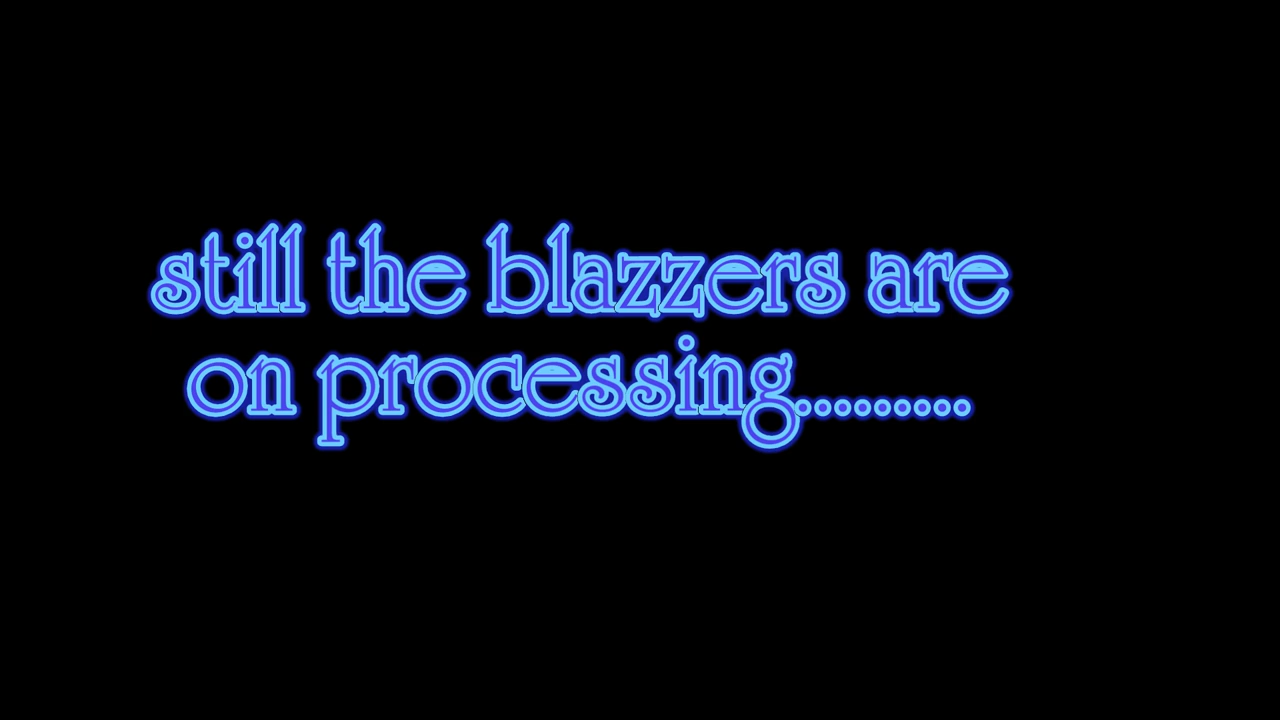 still the blazzers are
on processing.........